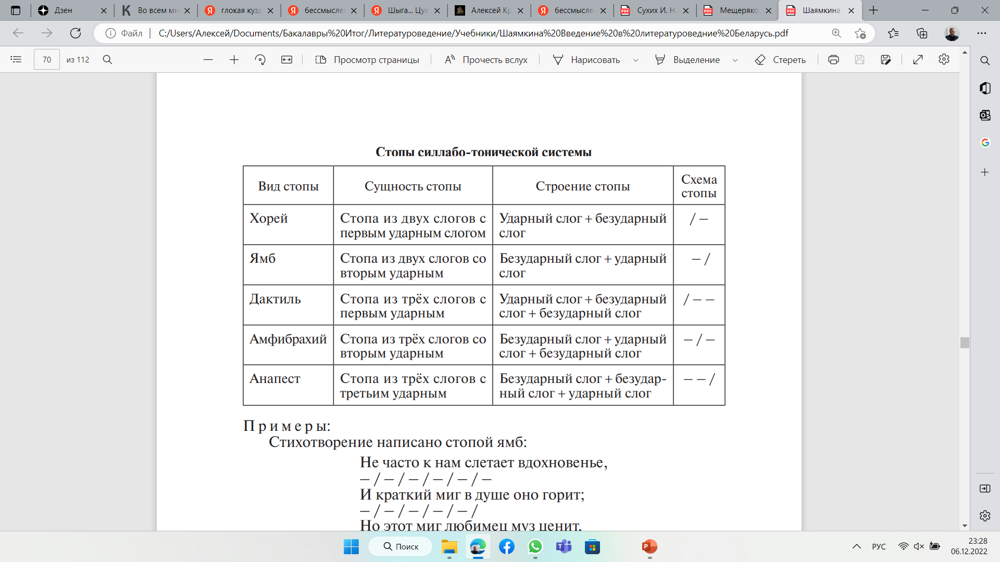 Дзен
Во всем мн
глокая кузд
бессмысле
Шыга... Цуа
Алексей Кр
бессмысле
Сухих И. Н.
Мещеряко
Шаямкина
Файл
C:/Users/Алексей/Documents/Бакалавры%20Итог/Литературоведение/Учебники/Шаямкина%20Введение%20в%20литературоведние%20Беларусь.pdf
70
из 112
Просмотр страницы
Прочесть вслух
Нарисовать
Выделение
Стереть
Стопы силлабо-тонической системы
Вид стопы
Сущность стопы
Строение стопы
Схема
стопы
Хорей
Стопа из двух слогов с
первым ударным слогом
Ударный слог + безударный
слог
/ –
Ямб
Стопа из двух слогов со
вторым ударным
Безударный слог + ударный
слог
– /
Дактиль
Стопа из трёх слогов с
первым ударным
Ударный слог + безударный
слог + безударный слог
/ – –
Амфибрахий
Стопа из трёх слогов со
вторым ударным
Безударный слог + ударный
слог + безударный слог
– / –
Анапест
Стопа из трёх слогов с
третьим ударным
Безударный слог + безудар-
ный слог + ударный слог
– – /
П р и м е р ы:
Стихотворение написано стопой ямб:
Не часто к нам слетает вдохновенье,
– / – / – / – / – / –
И краткий миг в душе оно горит;
– / – / – / – / – /
Но этот миг любимец муз ценит,
Поиск
РУС
23:28
06.12.2022